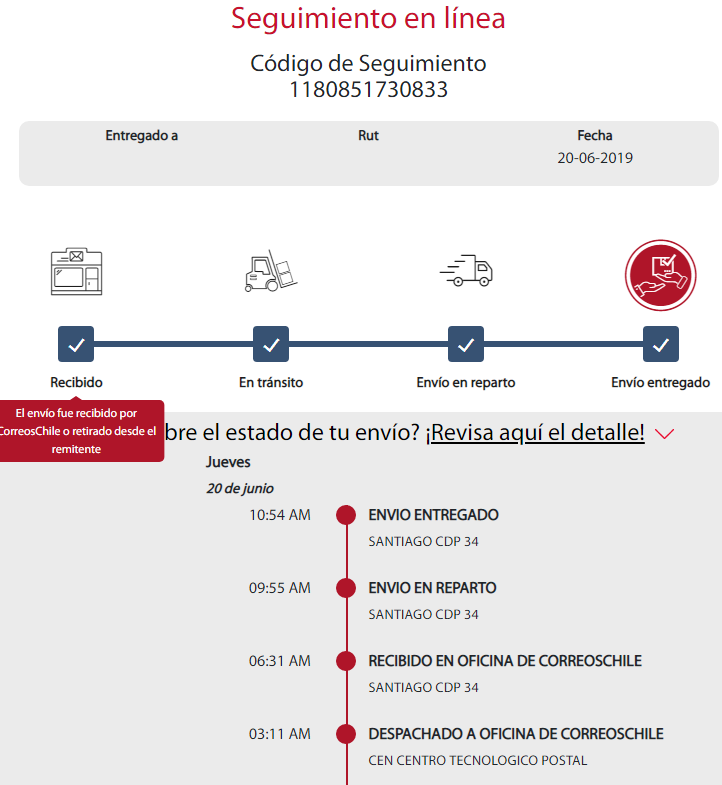 Seguimiento en línea
Código de Seguimiento
1180851730833
Entregado a
Rut
Fecha
20-06-2019
Recibido
En tránsito
Envío en reparto
Envío entregado
El envío fue recibido por
CorreosChile o retirado desde el
remitente
bre el estado de tu envío? ¡Revisa aquí el detalle!
Jueves
20 de junio
10:54 AM
ENVIO ENTREGADO
SANTIAGO CDP 34
09:55 AM
ENVIO EN REPARTO
SANTIAGO CDP 34
06:31 AM
RECIBIDO EN OFICINA DE CORREOSCHILE
SANTIAGO CDP 34
03:11 AM
DESPACHADO A OFICINA DE CORREOSCHILE
CEN CENTRO TECNOLOGICO POSTAL